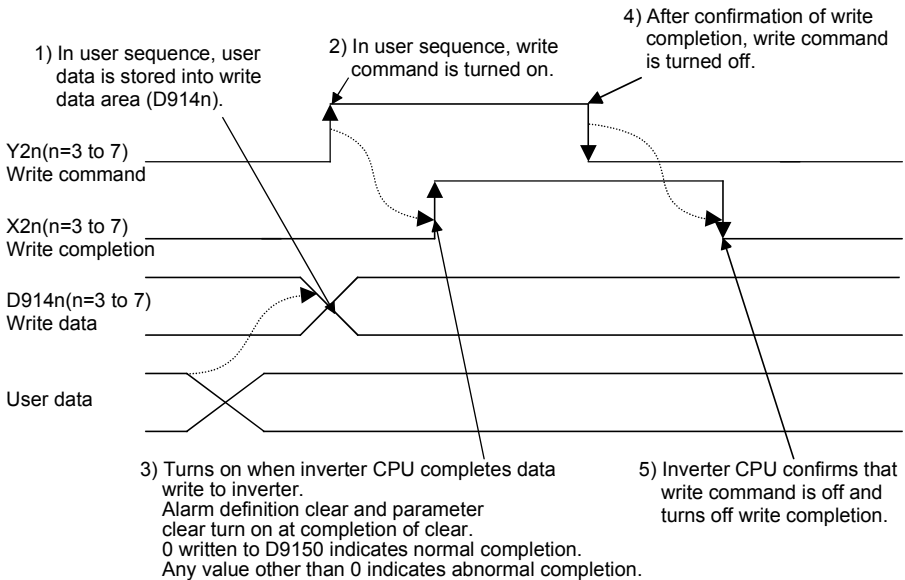 1) In user sequence, user
data is stored into write
data area (D914n).
2) In user sequence, write
command is turned on.
4) After confirmation of write
completion, write command
is turned off.
Y2n(n=3 to 7)
Write command
X2n(n=3 to 7)
Write completion
D914n(n=3 to 7)
Write data
User data
3) Turns on when inverter CPU completes data
write to inverter.
Alarm definition clear and parameter
clear turn on at completion of clear.
0 written to D9150 indicates normal completion.
Any value other than 0 indicates abnormal completion.
5) Inverter CPU confirms that
write command is off and
turns off write completion.